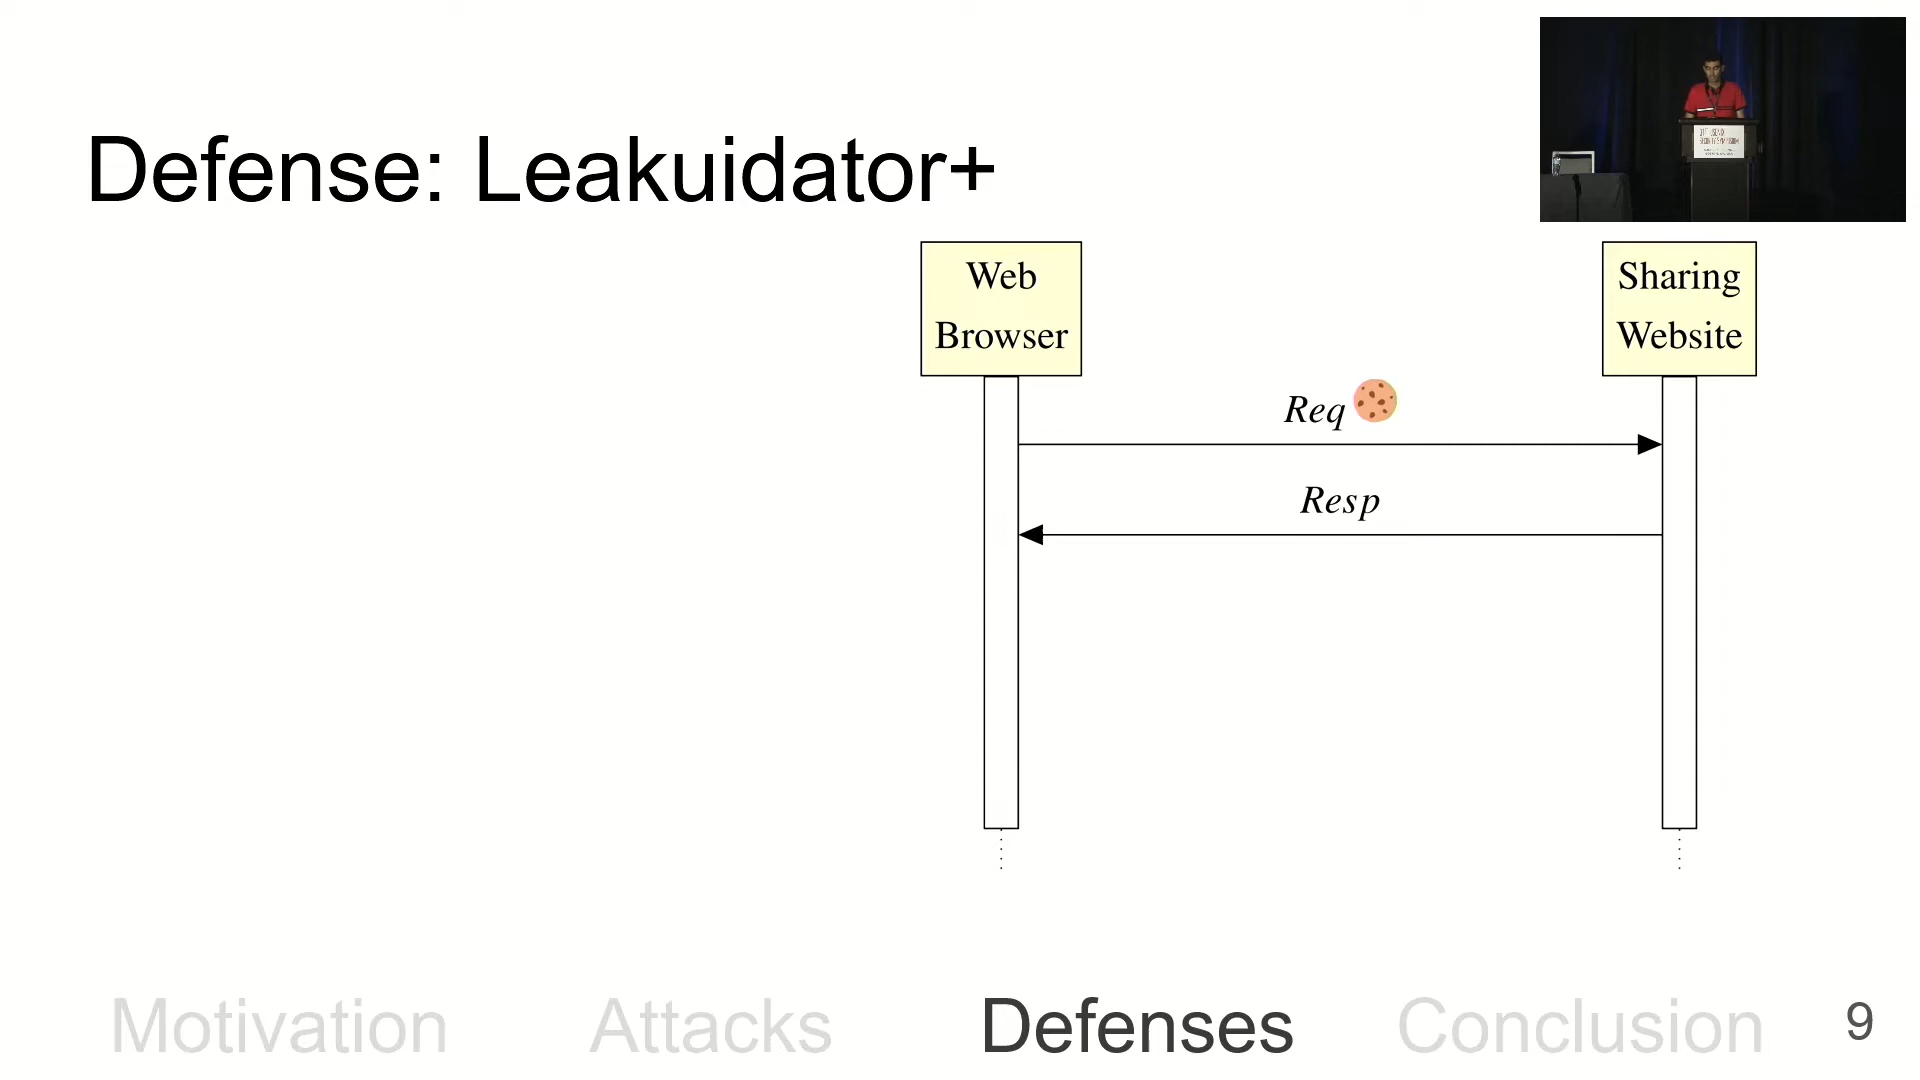 Defense: Leakuidator+
Web
Browser
Sharing
Website
Req
Resp
Motivation
Attacks
Defenses
Conclusion
9